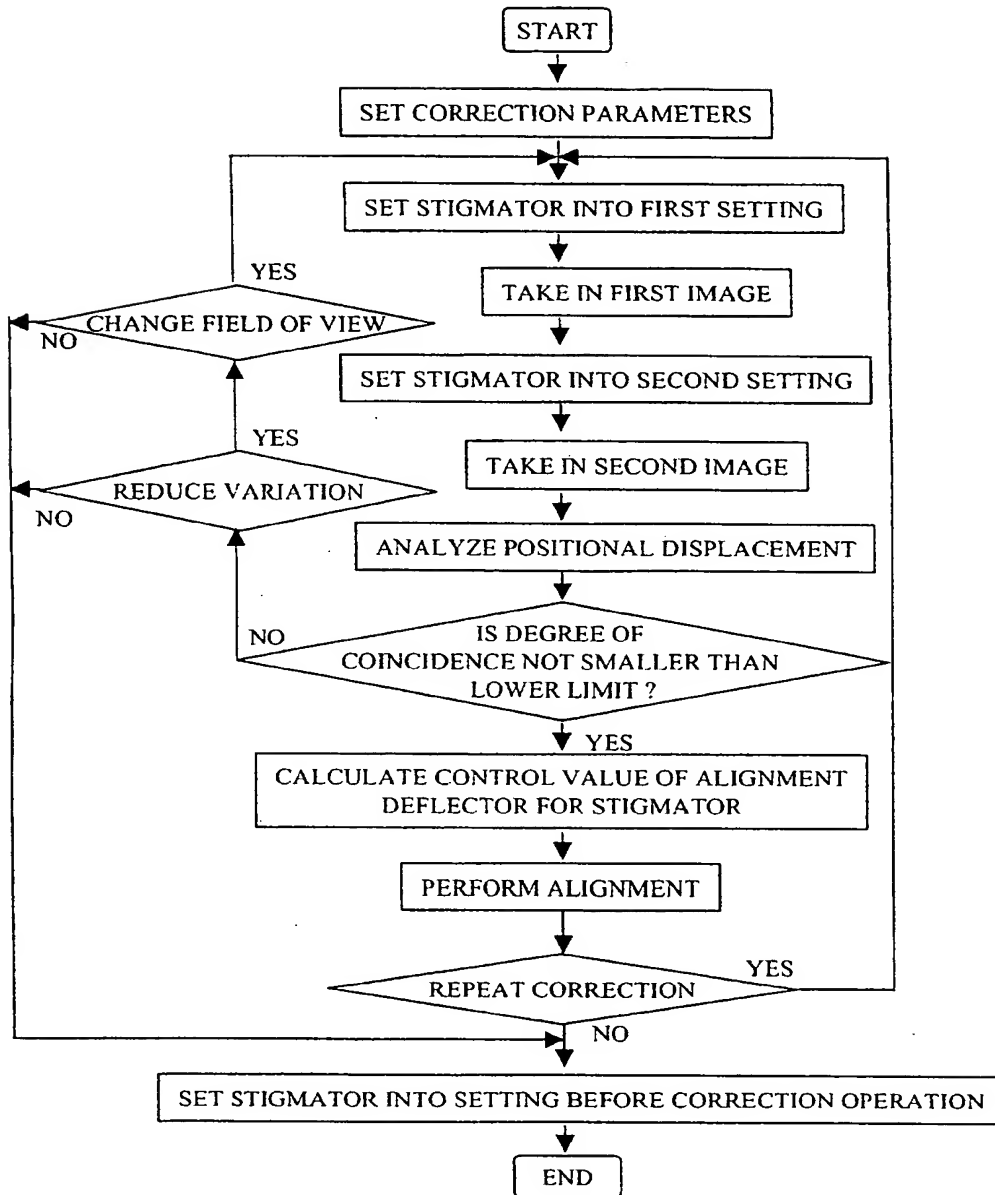 START
SET CORRECTION PARAMETERS
SET STIGMATOR INTO FIRST SETTING
YES
TAKE IN FIRST IMAGE
CHANGE FIELD OF VIEW
NO
SET STIGMATOR INTO SECOND SETTING
YES
TAKE IN SECOND IMAGE
REDUCE VARIATION
NO
ANALYZE POSITIONAL DISPLACEMENT
NO
IS DEGREE OF
COINCIDENCE NOT SMALLER THAN
LOWER LIMIT ?
YES
CALCULATE CONTROL VALUE OF ALIGNMENT
DEFLECTOR FOR STIGMATOR
PERFORM ALIGNMENT
YES
REPEAT CORRECTION
NO
SET STIGMATOR INTO SETTING BEFORE CORRECTION OPERATION
END